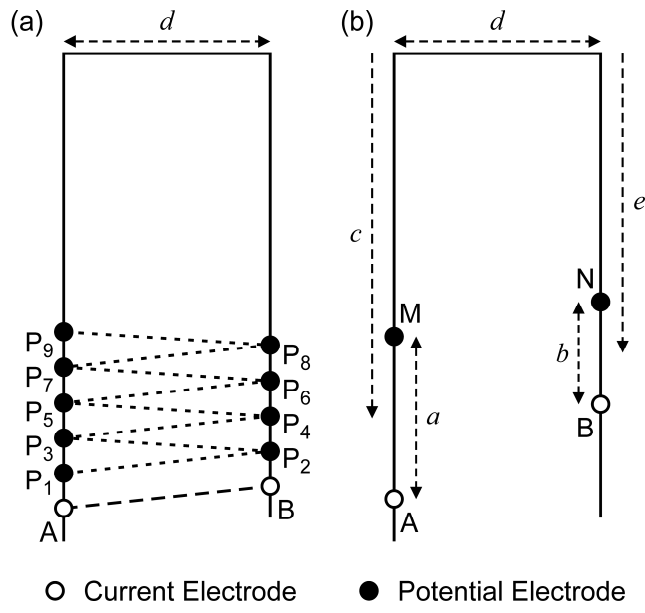 (a)
d
P9
P7
P5
P3
P1
A
P8
P6
P4
P2
B
(b)
d
c
e
M
a
A
N
b
B
Current Electrode
Potential Electrode